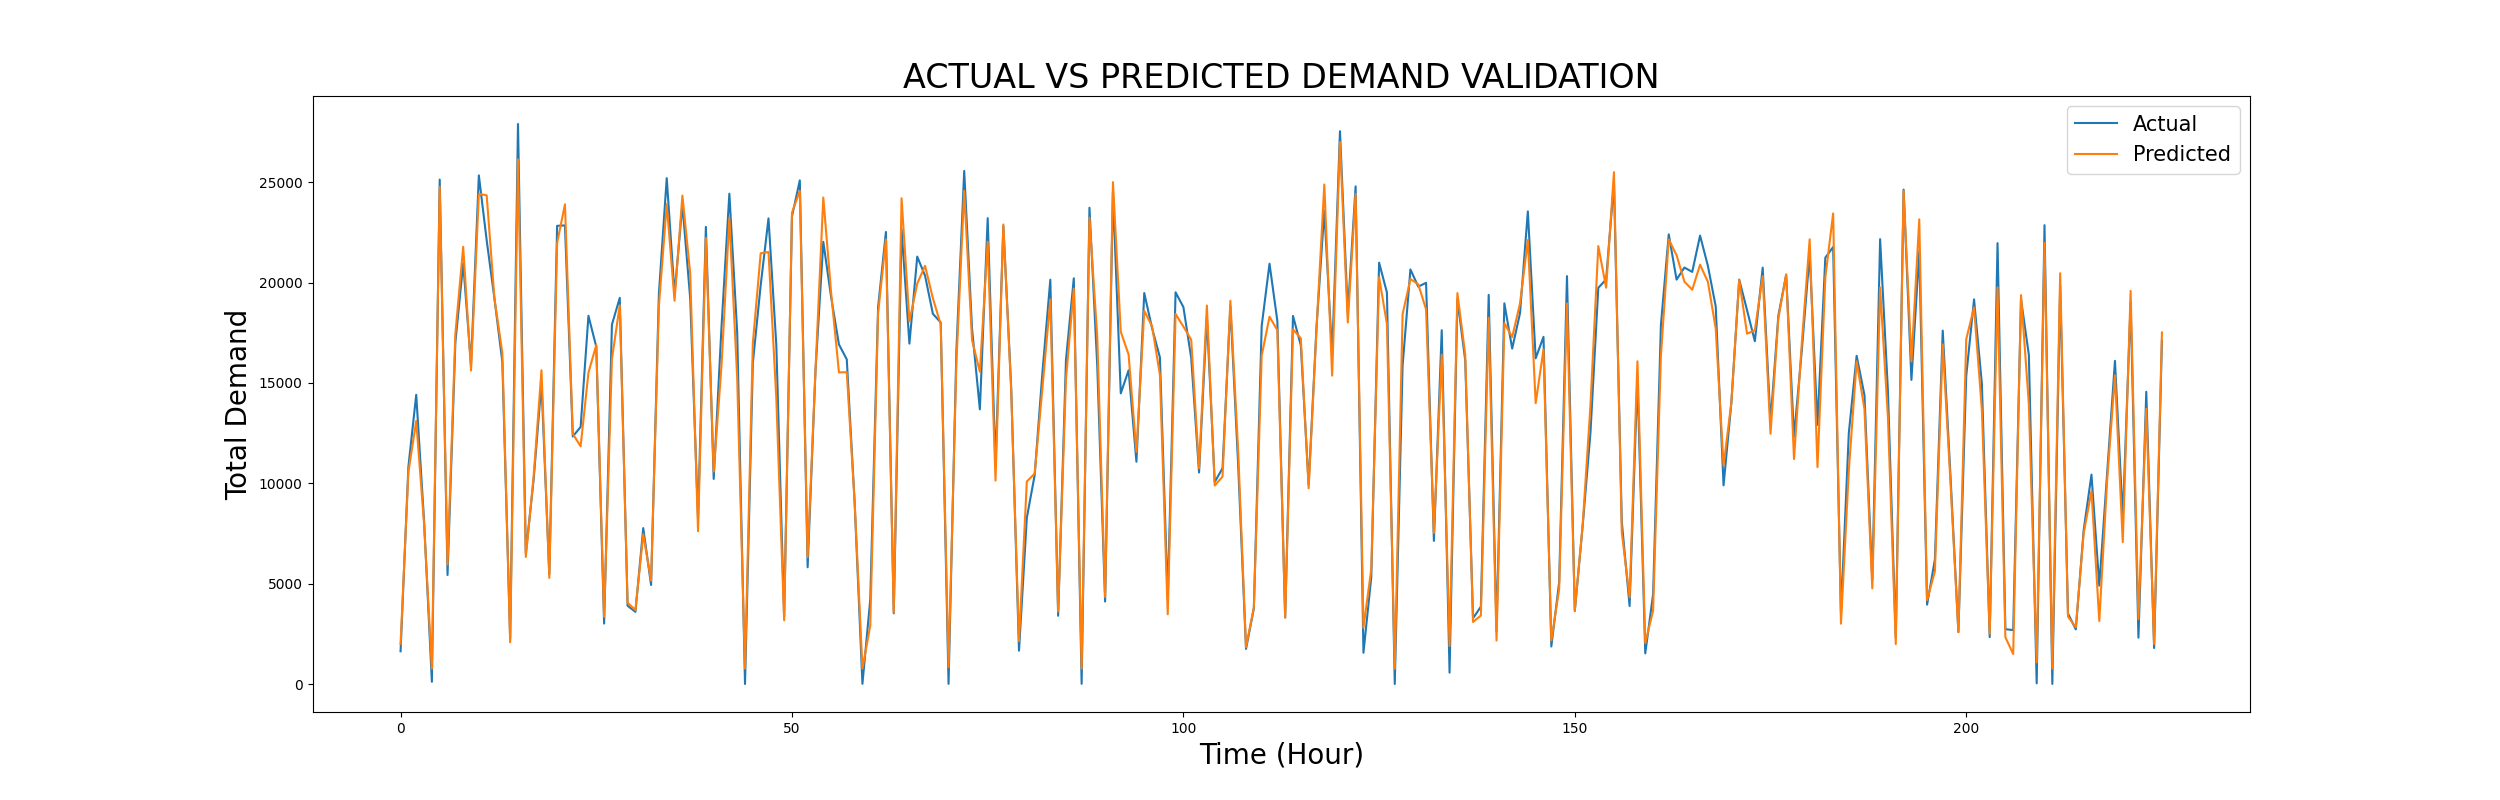 ACTUAL VS PREDICTED DEMAND VALIDATION
Actual
Predicted
25000
20000
15000
10000
5000
0
Total Demand
0 50 100 150 200
Time (Hour)